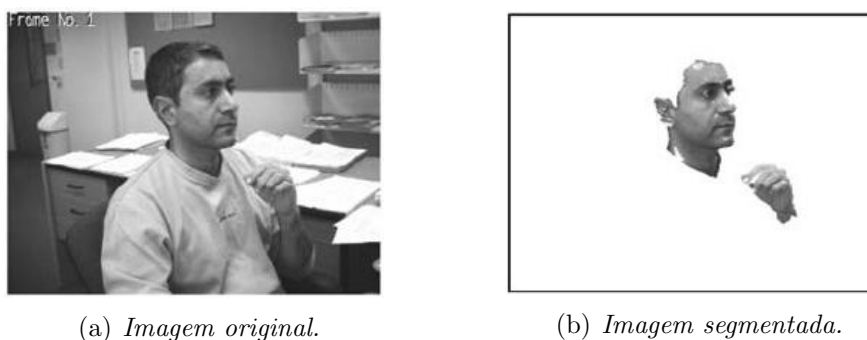 Frame No. 1
(a) Imagem original.
(b) Imagem segmentada.